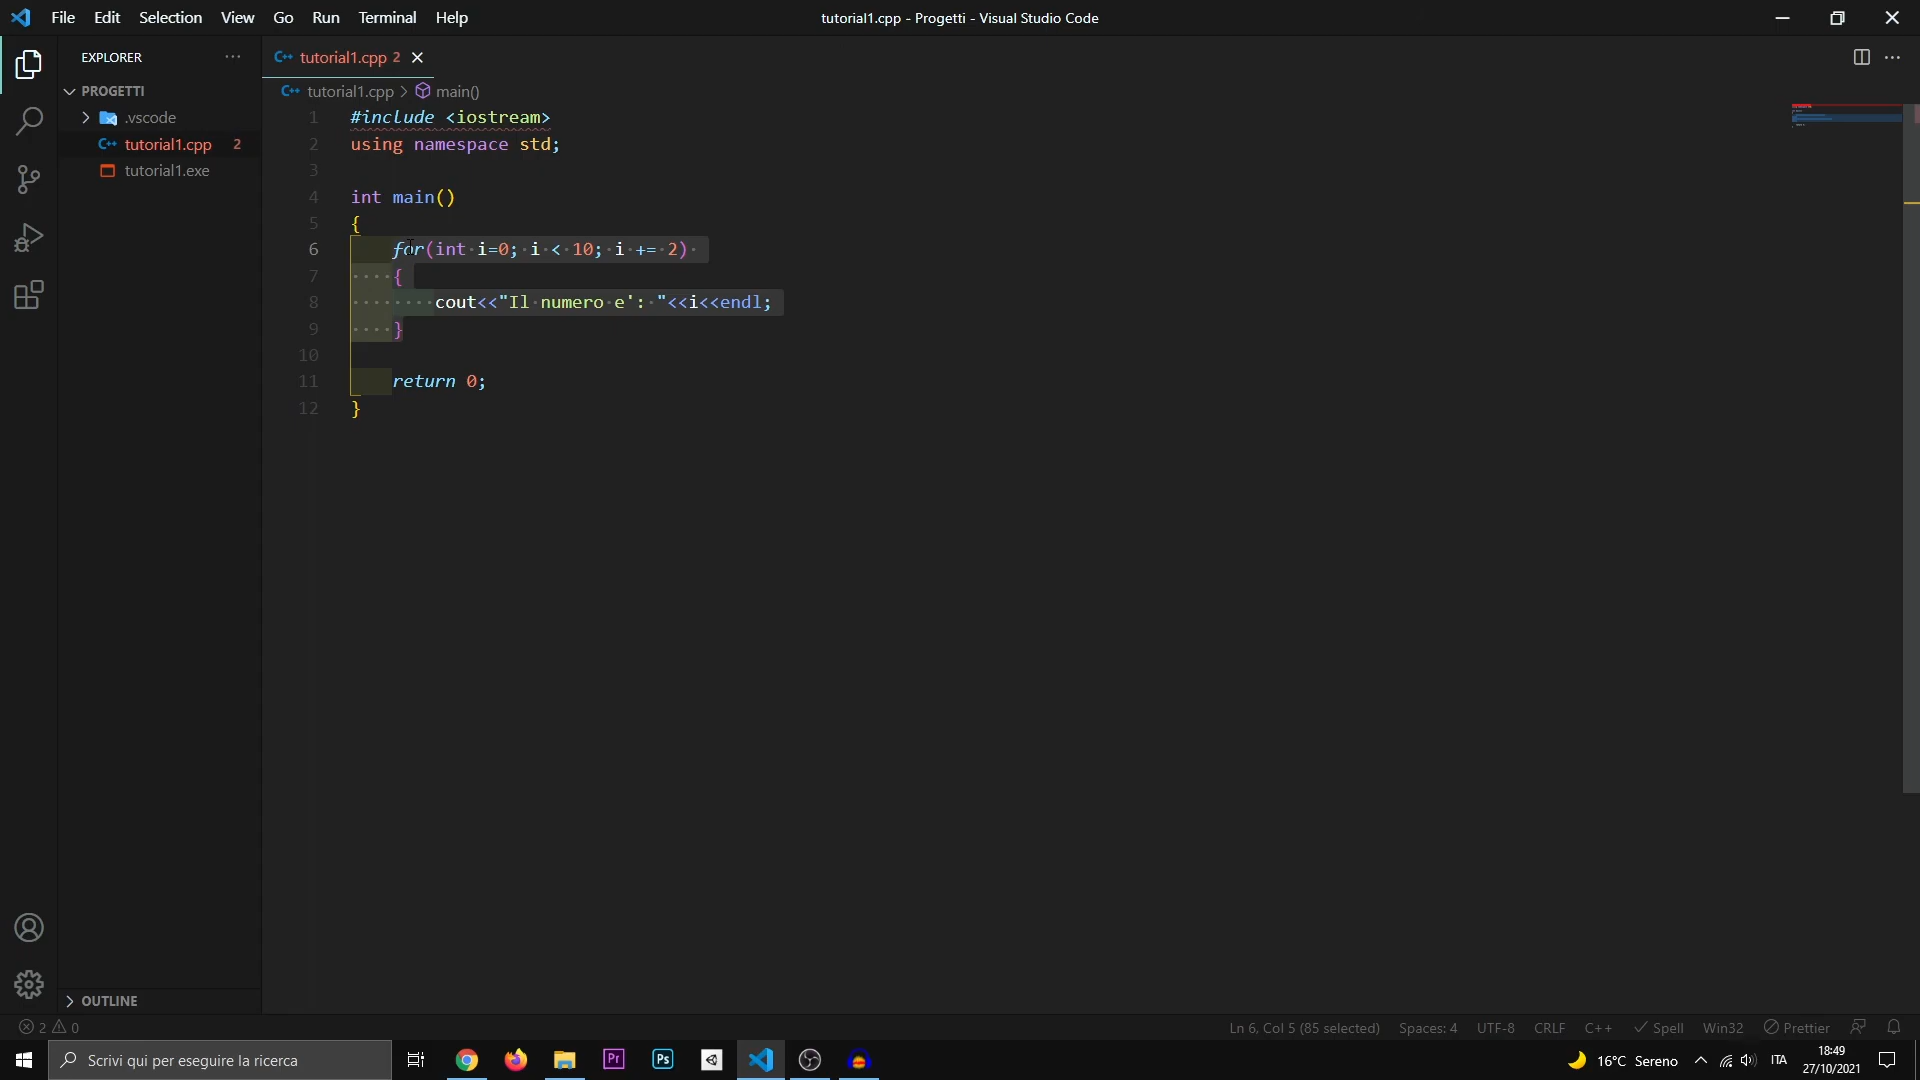 File Edit Selection View Go Run Terminal Help
tutorial1.cpp - Progetti - Visual Studio Code
EXPLORER
PROGETTI
.vscode
tutorial1.cpp 2
tutorial1.exe
OUTLINE
tutorial1.cpp 2
tutorial1.cpp > main()
1 #include <iostream>
2 using namespace std;
3
4 int main()
5 {
6 for(int i=0; i < 10; i += 2)
7 {
8 cout<<"Il numero e': "<<i<<endl;
9 }
10
11 return 0;
12 }
2 0
Ln 6, Col 5 (85 selected) Spaces: 4 UTF-8 CRLF C++ Spell Win32 Prettier
Scrivi qui per eseguire la ricerca
Pr
Ps
16°C Sereno
ITA
18:49
27/10/2021